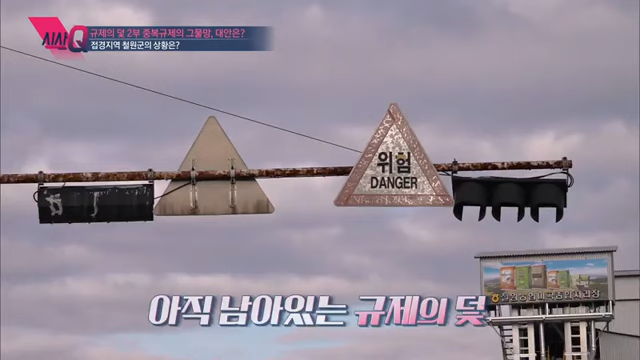 시사Q
규제의 덫 2부 중복규제의 그물망, 대안은?
접경지역 철원군의 상황은?
위험
DANGER
아직 남아있는 규제의 덫